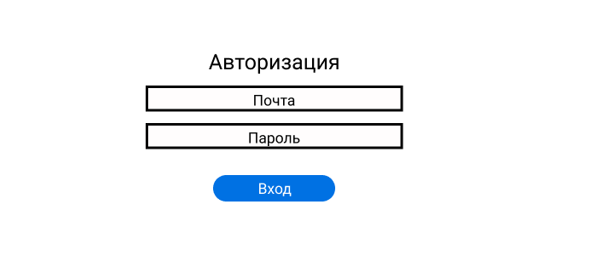 Авторизация
Почта
Пароль
Вход